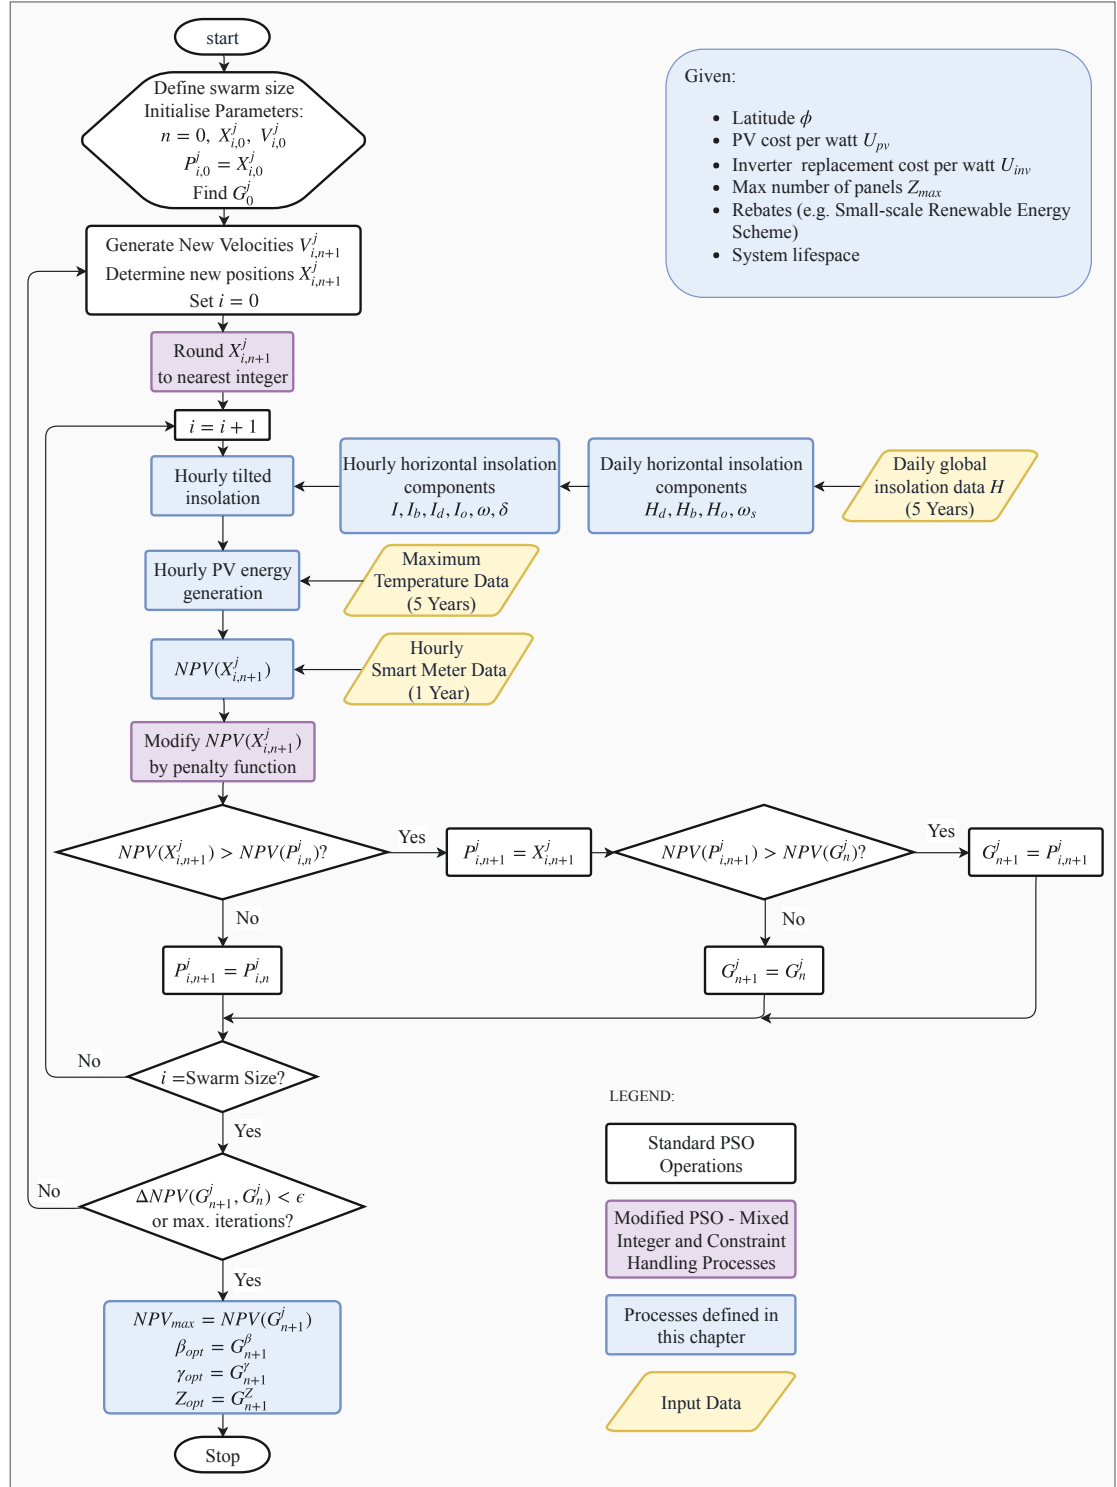 start
Define swarm size
Initialise Parameters:
n = 0, X^j_{i,0}, V^j_{i,0}
P^j_{i,0} = X^j_{i,0}
Find G^j_0
Given:
• Latitude ϕ
• PV cost per watt U_{pv}
• Inverter replacement cost per watt U_{inv}
• Max number of panels Z_{max}
• Rebates (e.g. Small-scale Renewable Energy
Scheme)
• System lifespace
Generate New Velocities V^j_{i,n+1}
Determine new positions X^j_{i,n+1}
Set i = 0
Round X^j_{i,n+1}
to nearest integer
i = i + 1
Hourly tilted
insolation
Hourly horizontal insolation
components
I, I_b, I_d, I_o, ω, δ
Daily horizontal insolation
components
H_d, H_b, H_o, ω_s
Daily global
insolation data H
(5 Years)
Hourly PV energy
generation
Maximum
Temperature Data
(5 Years)
NPV(X^j_{i,n+1})
Hourly
Smart Meter Data
(1 Year)
Modify NPV(X^j_{i,n+1})
by penalty function
NPV(X^j_{i,n+1}) > NPV(P^j_{i,n})?
Yes
P^j_{i,n+1} = X^j_{i,n+1}
NPV(P^j_{i,n+1}) > NPV(G^j_n)?
Yes
G^j_{n+1} = P^j_{i,n+1}
No
No
P^j_{i,n+1} = P^j_{i,n}
G^j_{n+1} = G^j_n
No
i =Swarm Size?
Yes
No
ΔNPV(G^j_{n+1}, G^j_n) < ϵ
or max. iterations?
Yes
NPV_{max} = NPV(G^j_{n+1})
β_{opt} = G^β_{n+1}
γ_{opt} = G^γ_{n+1}
Z_{opt} = G^Z_{n+1}
Stop
LEGEND:
Standard PSO
Operations
Modified PSO - Mixed
Integer and Constraint
Handling Processes
Processes defined in
this chapter
Input Data